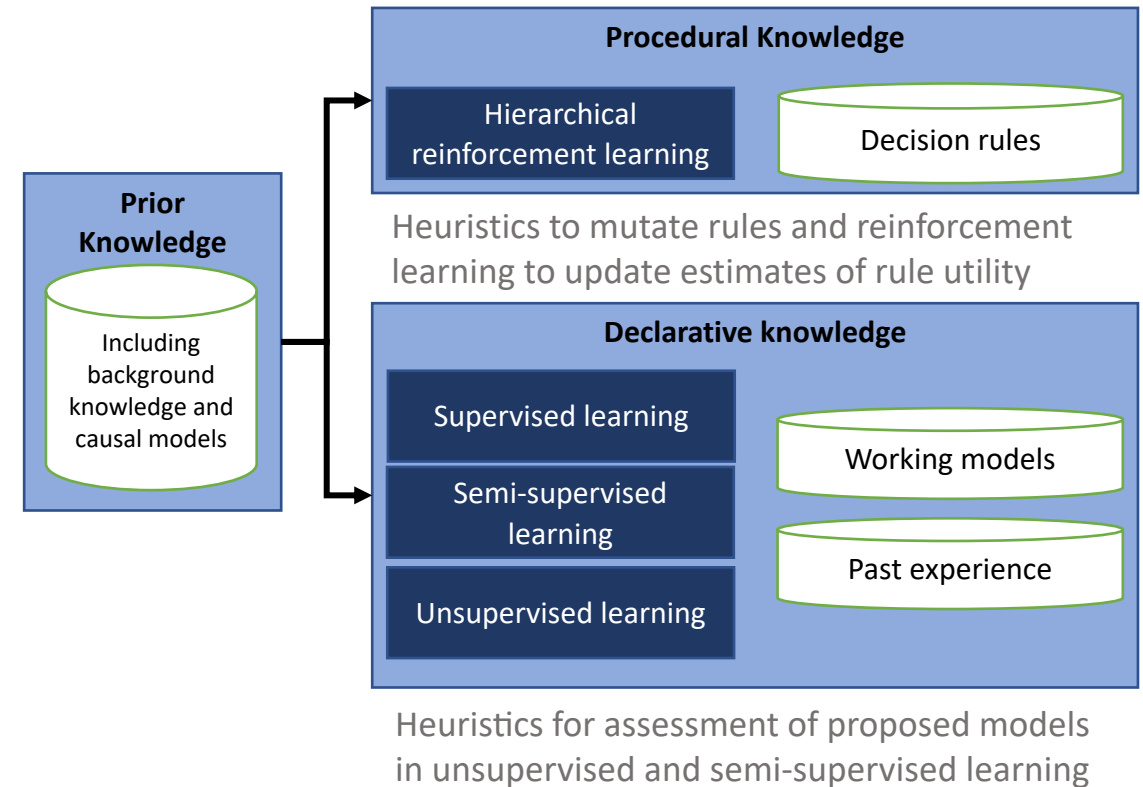 Procedural Knowledge
Hierarchical
reinforcement learning
Decision rules
Heuristics to mutate rules and reinforcement
learning to update estimates of rule utility
Prior
Knowledge
Including
background
knowledge and
causal models
Declarative knowledge
Supervised learning
Semi-supervised
learning
Unsupervised learning
Working models
Past experience
Heuristics for assessment of proposed models
in unsupervised and semi-supervised learning